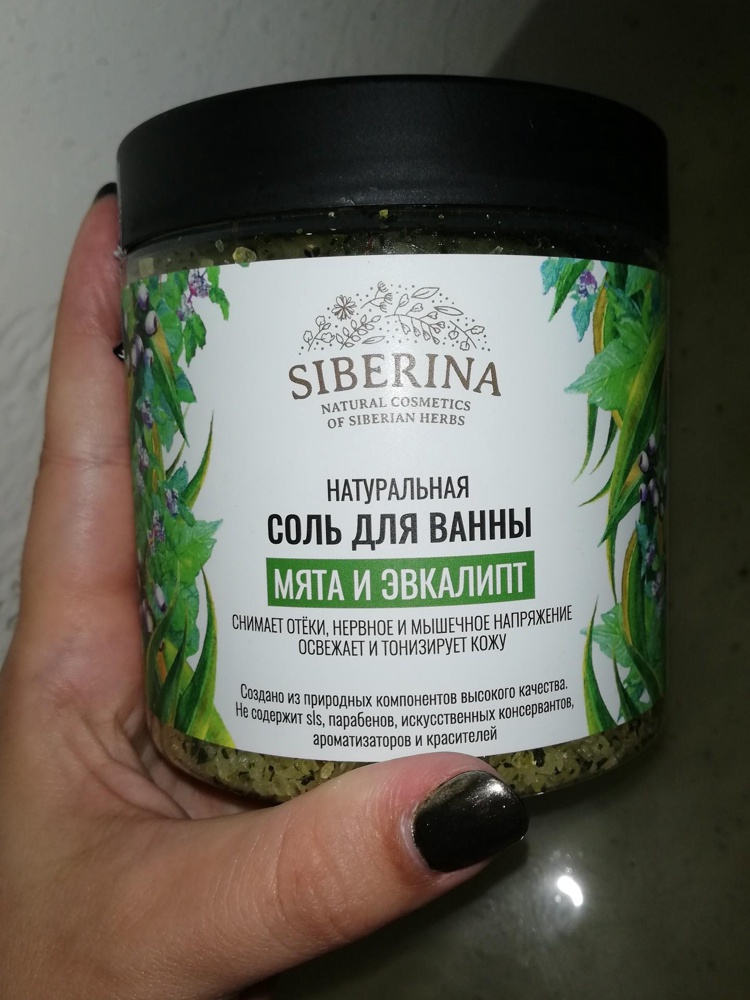 SIBERINA
NATURAL COSMETICS
OF SIBERIAN HERBS
НАТУРАЛЬНАЯ
СОЛЬ ДЛЯ ВАННЫ
МЯТА И ЭВКАЛИПТ
СНИМАЕТ ОТЁКИ, НЕРВНОЕ И МЫШЕЧНОЕ НАПРЯЖЕНИЕ
ОСВЕЖАЕТ И ТОНИЗИРУЕТ КОЖУ
Создано из природных компонентов высокого качества.
Не содержит sls, парабенов, искусственных консервантов,
ароматизаторов и красителей